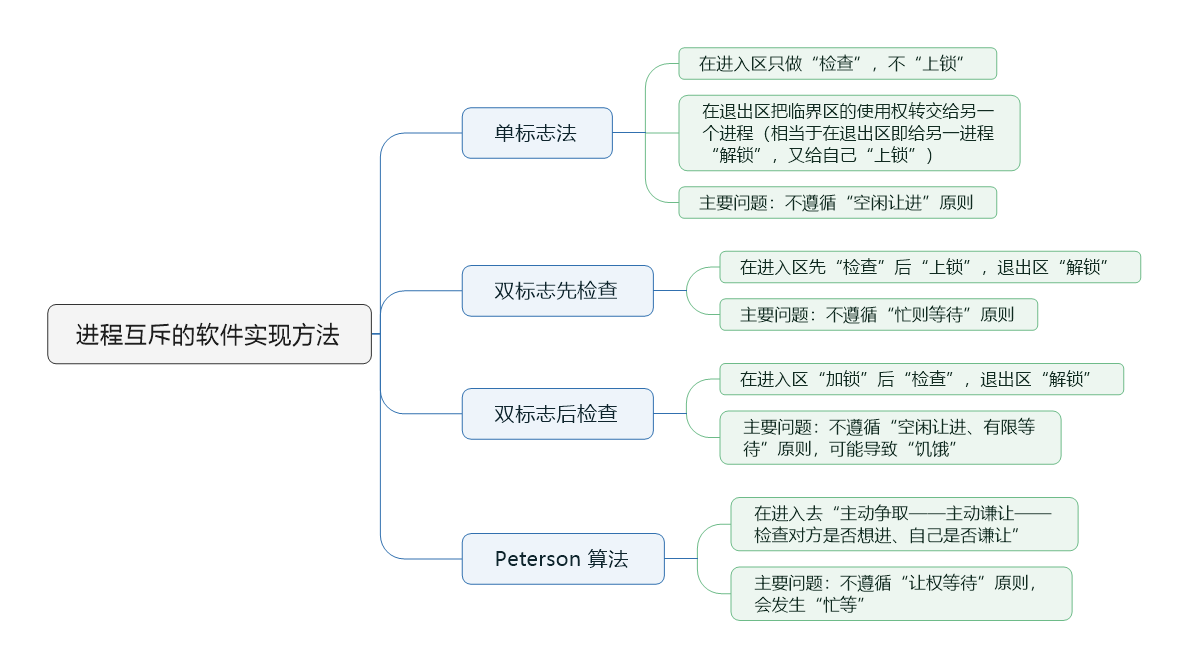 进程互斥的软件实现方法
单标志法
在进入区只做“检查”，不“上锁”
在退出区把临界区的使用权转交给另一
个进程（相当于在退出区即给另一进程
“解锁”，又给自己“上锁”）
主要问题：不遵循“空闲让进”原则
双标志先检查
在进入区先“检查”后“上锁”，退出区“解锁”
主要问题：不遵循“忙则等待”原则
双标志后检查
在进入区“加锁”后“检查”，退出区“解锁”
主要问题：不遵循“空闲让进、有限等
待”原则，可能导致“饥饿”
Peterson 算法
在进入去“主动争取——主动谦让——
检查对方是否想进、自己是否谦让”
主要问题：不遵循“让权等待”原则，
会发生“忙等”